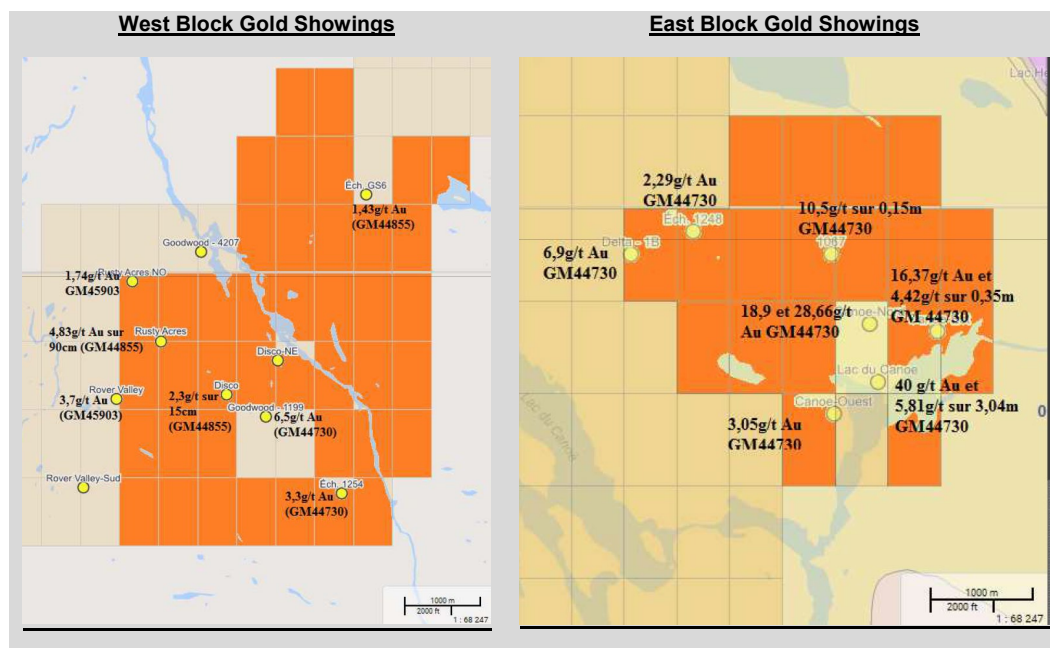 West Block Gold Showings
Éch. GS6
1,43g/t Au
(GM44855)
Goodwood - 4207
Rusty Acres NO
1,74g/t Au
GM45903
4,83g/t Au sur
90cm (GM44855)
Rusty Acres
Disco-NE
Rover Valley
3,7g/t Au
(GM45903)
Disco
2,3g/t sur
15cm
(GM44855)
Goodwood - 1199
6,5g/t Au
(GM44730)
Rover Valley-Sud
Éch. 1254
3,3g/t Au
(GM44730)
1000 m
2000 ft
1 : 68 247
East Block Gold Showings
2,29g/t Au
GM44730
Éch. 1248
10,5g/t sur 0,15m
GM44730
1067
Delta - 1B
6,9g/t Au
GM44730
16,37g/t Au et
4,42g/t sur 0,35m
GM 44730
18,9 et 28,66g/t
Au GM44730
Lac du Canoe
40 g/t Au et
5,81g/t sur 3,04m
GM44730
Canoe-Ouest
3,05g/t Au
GM44730
Lac du Canoë
1000 m
2000 ft
1 : 68 247